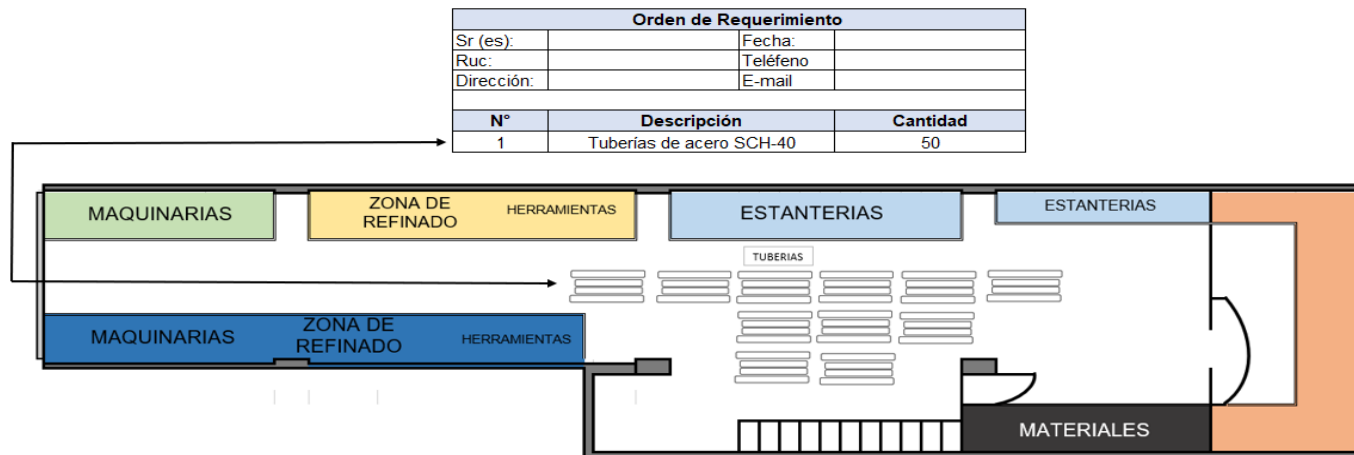 Orden de Requerimiento
Sr (es): Fecha:
Ruc: Teléfeno
Dirección: E-mail
N° Descripción Cantidad
1 Tuberías de acero SCH-40 50
MAQUINARIAS
ZONA DE
REFINADO
HERRAMIENTAS
ESTANTERIAS
ESTANTERIAS
TUBERIAS
MAQUINARIAS
ZONA DE
REFINADO
HERRAMIENTAS
MATERIALES